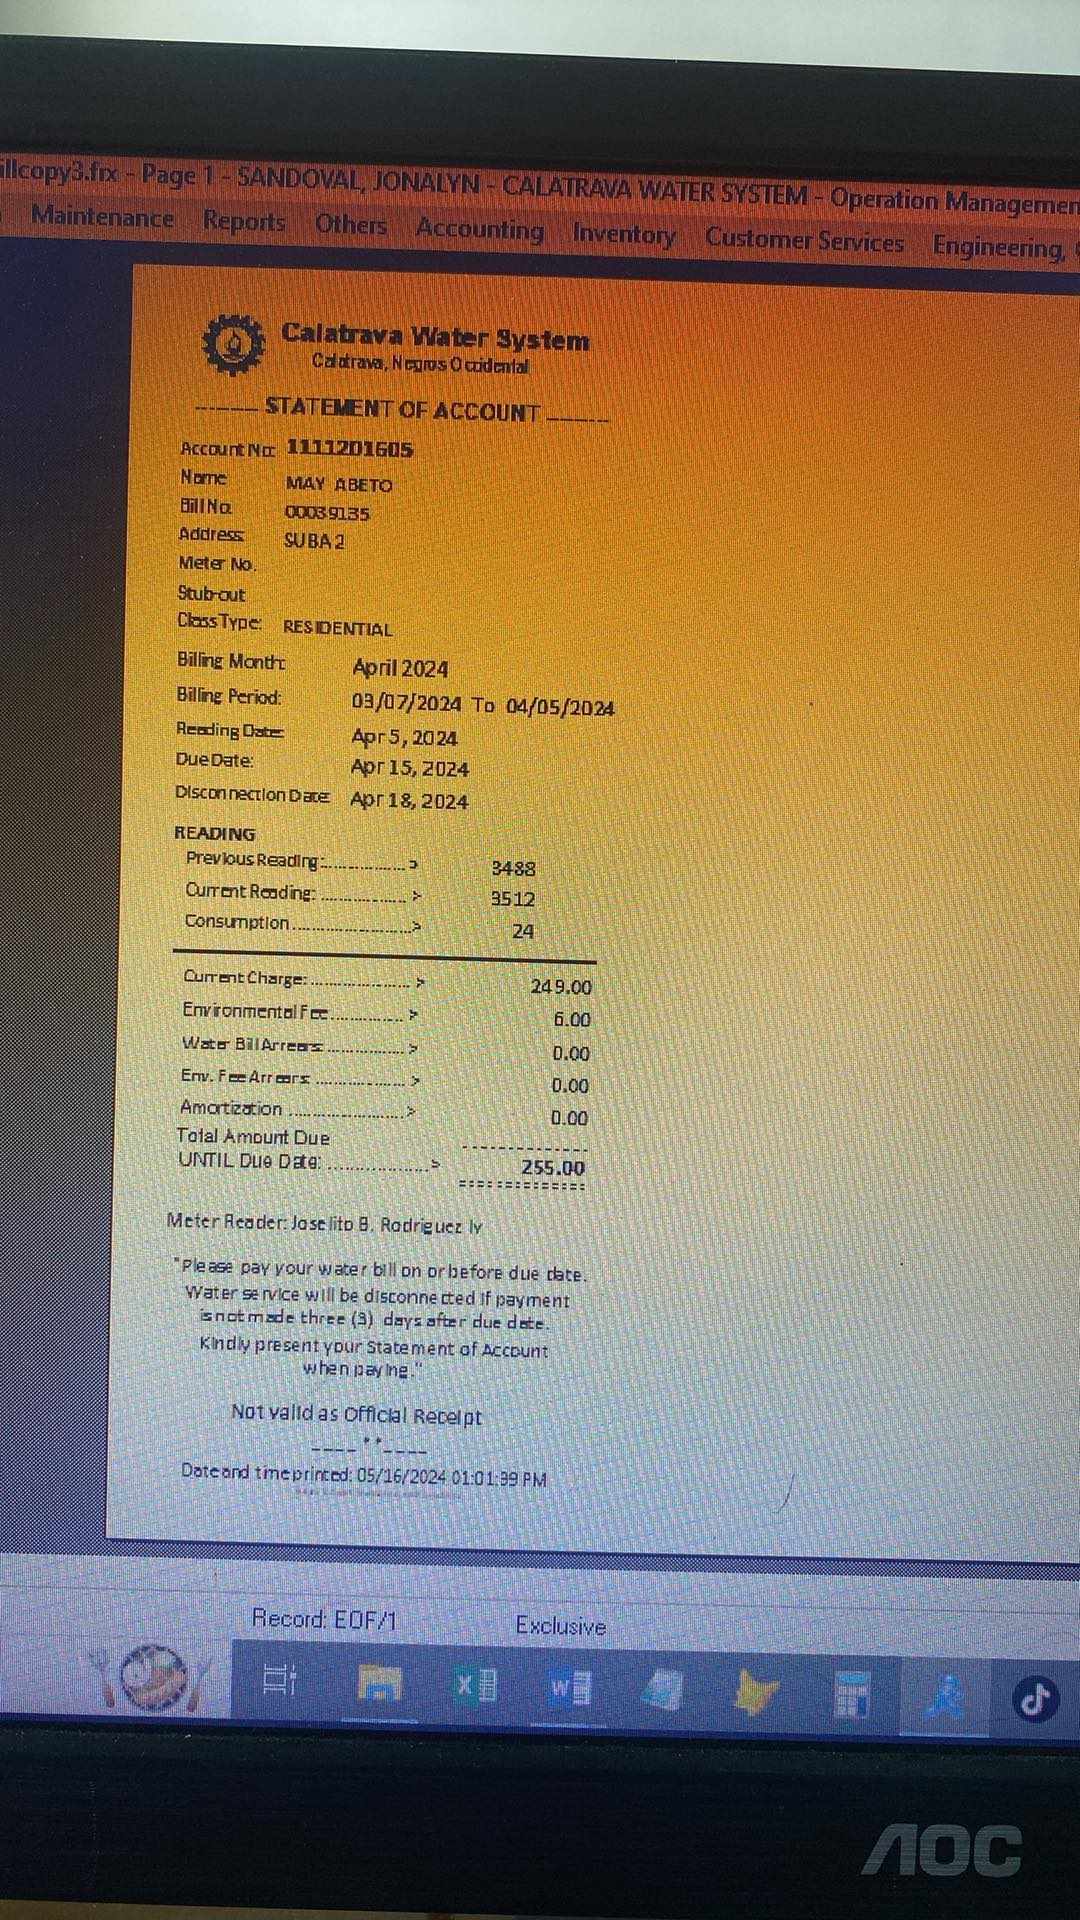 illcopy3.frx - Page 1 - SANDOVAL, JONALYN - CALATRAVA WATER SYSTEM - Operation Managemen
Maintenance Reports Others Accounting Inventory Customer Services Engineering,
Calatrava Water System
Calatrava, Negros Occidental
------ STATEMENT OF ACCOUNT ------
Account No: 1111201605
Name MAY ABETO
Bill No. 00039135
Address: SUBA 2
Meter No.
Stub-out
Class Type: RESIDENTIAL
Billing Month: April 2024
Billing Period: 03/07/2024 To 04/05/2024
Reading Date: Apr 5, 2024
Due Date: Apr 15, 2024
Disconnection Date: Apr 18, 2024
READING
Previous Reading:................> 3488
Current Reading: .................> 3512
Consumption........................> 24
Current Charge:....................> 249.00
Environmental Fee...............> 6.00
Water Bill Arrears................> 0.00
Env. Fee Arrears ..................> 0.00
Amortization .......................> 0.00
Total Amount Due
UNTIL Due Date: ....................> 255.00
==============
Meter Reader: Joselito B. Rodriguez Iv
"Please pay your water bill on or before due date.
Water service will be disconnected if payment
is not made three (3) days after due date.
Kindly present your Statement of Account
when paying."
Not valid as Official Receipt
----**----
Date and time printed: 05/16/2024 01:01:39 PM
Record: EOF/1 Exclusive
AOC